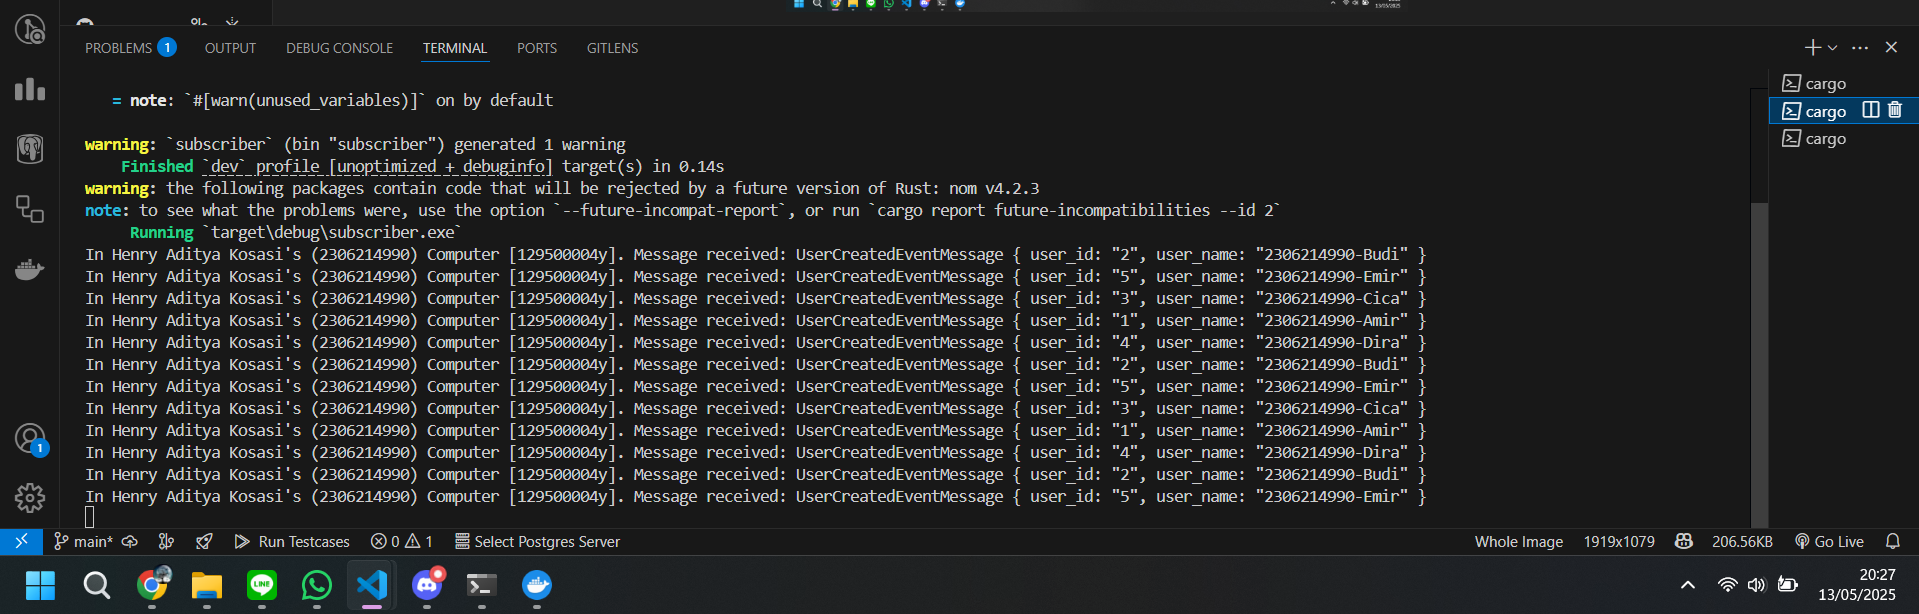 13/05/2025
PROBLEMS 1 OUTPUT DEBUG CONSOLE TERMINAL PORTS GITLENS
= note: `#[warn(unused_variables)]` on by default
warning: `subscriber` (bin "subscriber") generated 1 warning
Finished `dev` profile [unoptimized + debuginfo] target(s) in 0.14s
warning: the following packages contain code that will be rejected by a future version of Rust: nom v4.2.3
note: to see what the problems were, use the option `--future-incompat-report`, or run `cargo report future-incompatibilities --id 2`
Running `target\debug\subscriber.exe`
In Henry Aditya Kosasi's (2306214990) Computer [129500004y]. Message received: UserCreatedEventMessage { user_id: "2", user_name: "2306214990-Budi" }
In Henry Aditya Kosasi's (2306214990) Computer [129500004y]. Message received: UserCreatedEventMessage { user_id: "5", user_name: "2306214990-Emir" }
In Henry Aditya Kosasi's (2306214990) Computer [129500004y]. Message received: UserCreatedEventMessage { user_id: "3", user_name: "2306214990-Cica" }
In Henry Aditya Kosasi's (2306214990) Computer [129500004y]. Message received: UserCreatedEventMessage { user_id: "1", user_name: "2306214990-Amir" }
In Henry Aditya Kosasi's (2306214990) Computer [129500004y]. Message received: UserCreatedEventMessage { user_id: "4", user_name: "2306214990-Dira" }
In Henry Aditya Kosasi's (2306214990) Computer [129500004y]. Message received: UserCreatedEventMessage { user_id: "2", user_name: "2306214990-Budi" }
In Henry Aditya Kosasi's (2306214990) Computer [129500004y]. Message received: UserCreatedEventMessage { user_id: "5", user_name: "2306214990-Emir" }
In Henry Aditya Kosasi's (2306214990) Computer [129500004y]. Message received: UserCreatedEventMessage { user_id: "3", user_name: "2306214990-Cica" }
In Henry Aditya Kosasi's (2306214990) Computer [129500004y]. Message received: UserCreatedEventMessage { user_id: "1", user_name: "2306214990-Amir" }
In Henry Aditya Kosasi's (2306214990) Computer [129500004y]. Message received: UserCreatedEventMessage { user_id: "4", user_name: "2306214990-Dira" }
In Henry Aditya Kosasi's (2306214990) Computer [129500004y]. Message received: UserCreatedEventMessage { user_id: "2", user_name: "2306214990-Budi" }
In Henry Aditya Kosasi's (2306214990) Computer [129500004y]. Message received: UserCreatedEventMessage { user_id: "5", user_name: "2306214990-Emir" }
cargo
cargo
cargo
1
main* Run Testcases 0 1 Select Postgres Server Whole Image 1919x1079 206.56KB Go Live
LINE
20:27
13/05/2025